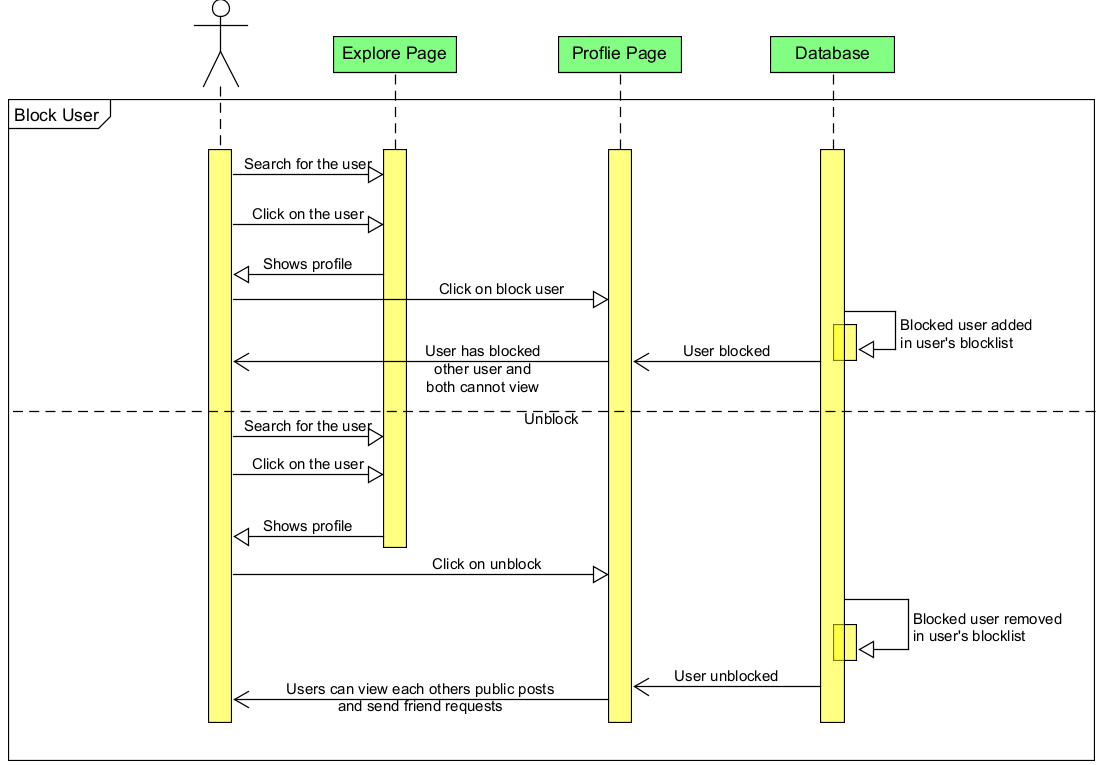 Explore Page
Proflie Page
Database
Block User
Search for the user
Click on the user
Shows profile
Click on block user
Blocked user added
in user's blocklist
User blocked
User has blocked
other user and
both cannot view
Unblock
Search for the user
Click on the user
Shows profile
Click on unblock
Blocked user removed
in user's blocklist
User unblocked
Users can view each others public posts
and send friend requests